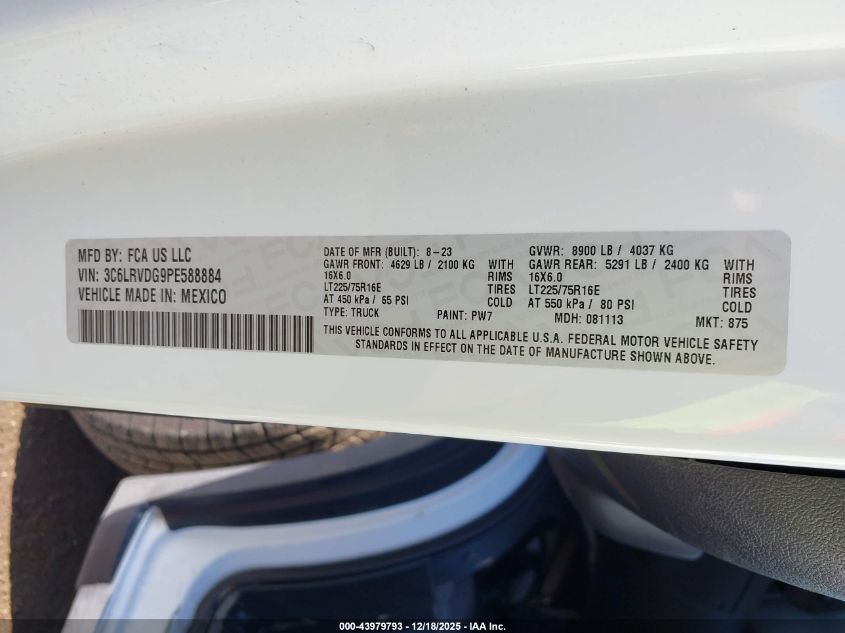 MFD BY: FCA US LLC
VIN: 3C6LRVDG9PE588884
VEHICLE MADE IN: MEXICO
DATE OF MFR (BUILT): 8-23
GAWR FRONT: 4629 LB / 2100 KG WITH
16X6.0 RIMS
LT225/75R16E TIRES
AT 450 kPa / 65 PSI COLD
TYPE: TRUCK PAINT: PW7
GVWR: 8900 LB / 4037 KG
GAWR REAR: 5291 LB / 2400 KG WITH
16X6.0 RIMS
LT225/75R16E TIRES
AT 550 kPa / 80 PSI COLD
MDH: 081113 MKT: 875
THIS VEHICLE CONFORMS TO ALL APPLICABLE U.S.A. FEDERAL MOTOR VEHICLE SAFETY
STANDARDS IN EFFECT ON THE DATE OF MANUFACTURE SHOWN ABOVE.
000-43979793 - 12/18/2025 - IAA Inc.